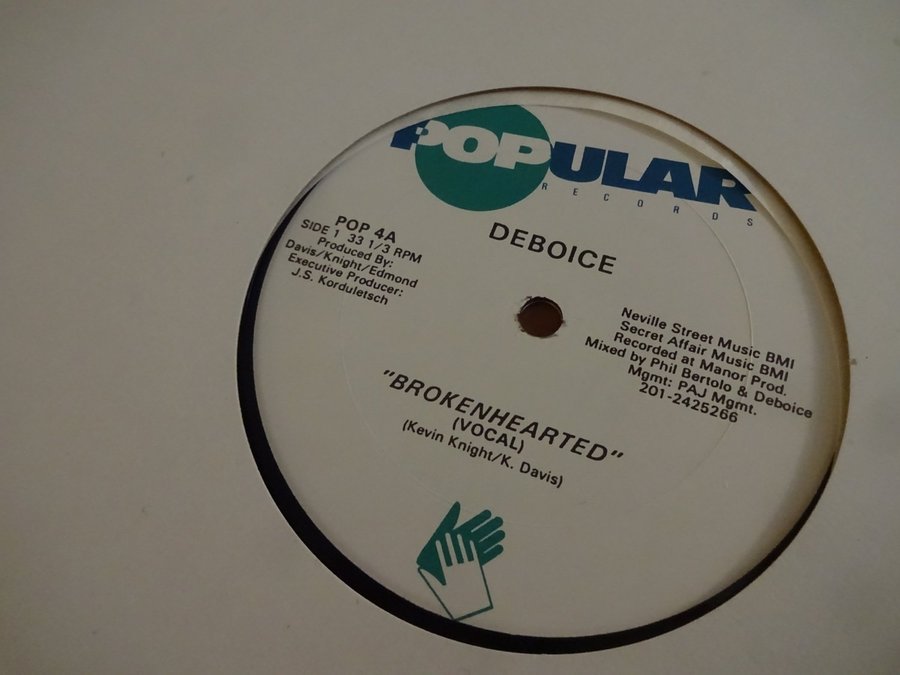 POPULAR
RECORDS
DEBOICE
POP 4A
SIDE 1 33 1/3 RPM
Produced By:
Davis/Knight/Edmond
Executive Producer:
J.S. Korduletsch
Neville Street Music BMI
Secret Affair Music BMI
Recorded at Manor Prod.
Mixed by Phil Bertolo & Deboice
Mgmt: PAJ Mgmt.
201-2425266
"BROKENHEARTED"
(VOCAL)
(Kevin Knight/K. Davis)